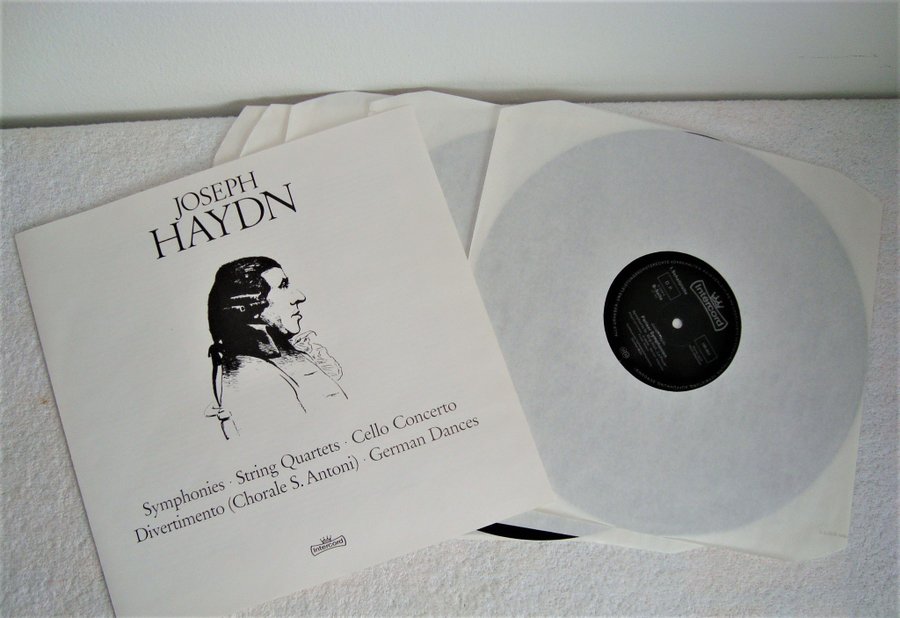 JOSEPH
HAYDN
Symphonies · String Quartets · Cello Concerto
Divertimento (Chorale S. Antoni) · German Dances
Intercord
Intercord